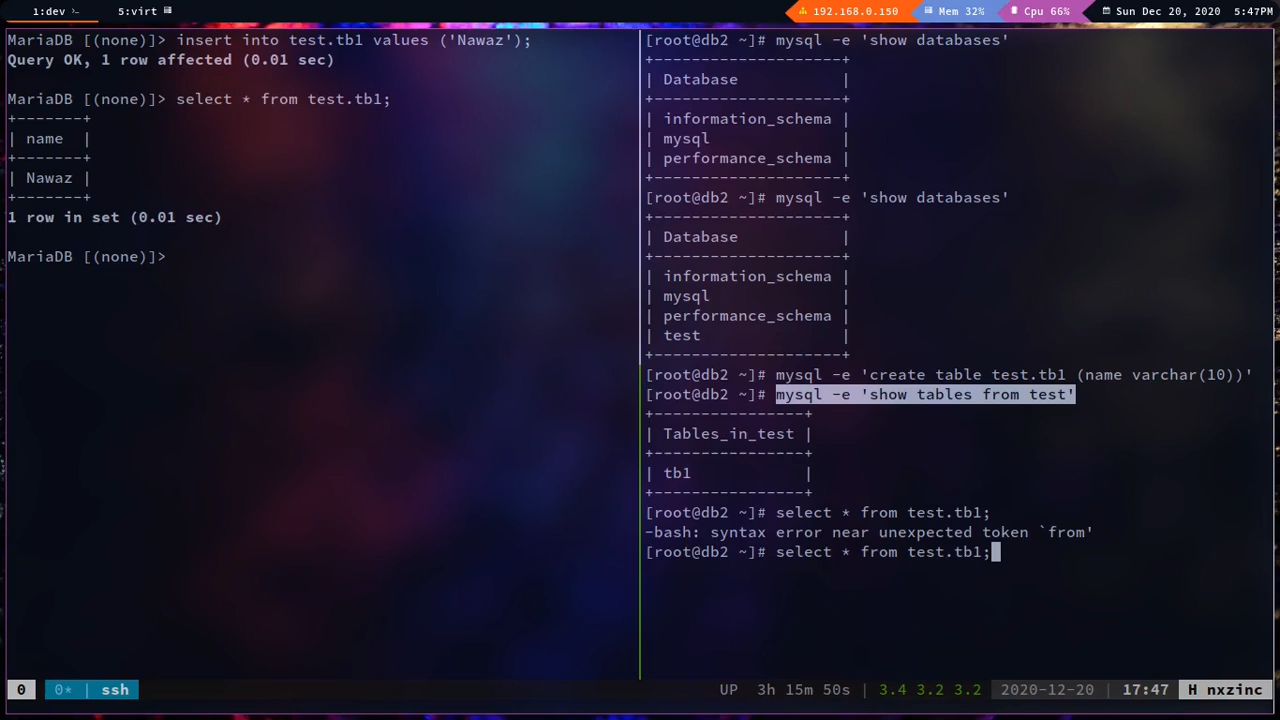 1:dev
5:virt
192.168.0.150
Mem 32%
Cpu 66%
Sun Dec 20, 2020
5:47PM
MariaDB [(none)]> insert into test.tb1 values ('Nawaz');
Query OK, 1 row affected (0.01 sec)
MariaDB [(none)]> select * from test.tb1;
+-------+
| name  |
+-------+
| Nawaz |
+-------+
1 row in set (0.01 sec)
MariaDB [(none)]>
[root@db2 ~]# mysql -e 'show databases'
+--------------------+
| Database           |
+--------------------+
| information_schema |
| mysql              |
| performance_schema |
+--------------------+
[root@db2 ~]# mysql -e 'show databases'
+--------------------+
| Database           |
+--------------------+
| information_schema |
| mysql              |
| performance_schema |
| test               |
+--------------------+
[root@db2 ~]# mysql -e 'create table test.tb1 (name varchar(10))'
[root@db2 ~]# mysql -e 'show tables from test'
+----------------+
| Tables_in_test |
+----------------+
| tb1            |
+----------------+
[root@db2 ~]# select * from test.tb1;
-bash: syntax error near unexpected token `from'
[root@db2 ~]# select * from test.tb1;
0
0* | ssh
UP 3h 15m 50s | 3.4 3.2 3.2 | 2020-12-20 | 17:47 | H nxzinc